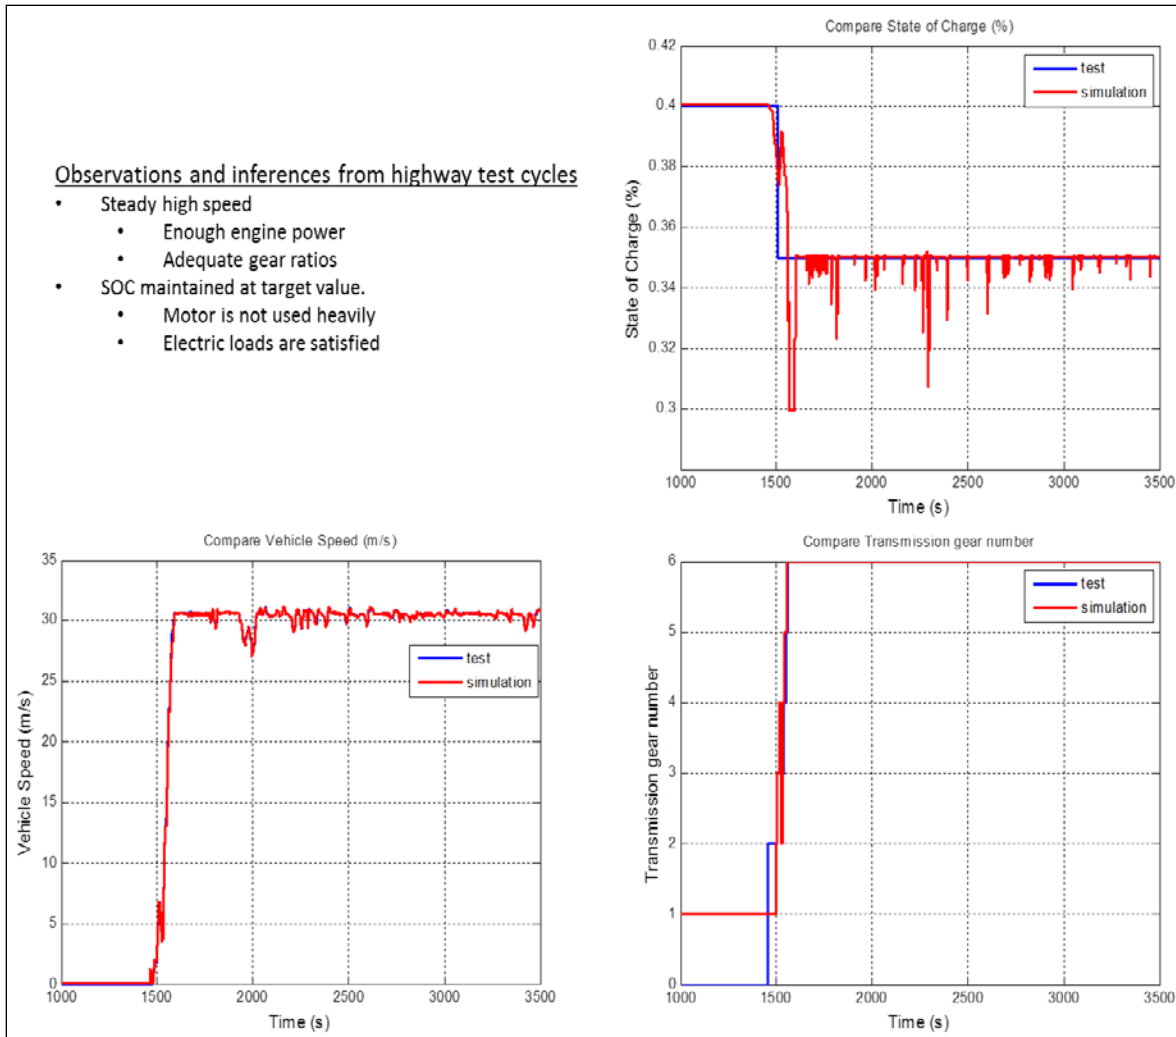 Observations and inferences from highway test cycles
• Steady high speed
• Enough engine power
• Adequate gear ratios
• SOC maintained at target value.
• Motor is not used heavily
• Electric loads are satisfied
Compare State of Charge (%)
0.42
0.4
0.38
0.36
0.34
0.32
0.3
State of Charge (%)
test
simulation
1000 1500 2000 2500 3000 3500
Time (s)
Compare Vehicle Speed (m/s)
35
30
25
20
15
10
5
0
Vehicle Speed (m/s)
test
simulation
1000 1500 2000 2500 3000 3500
Time (s)
Compare Transmission gear number
6
5
4
3
2
1
0
Transmission gear number
test
simulation
1000 1500 2000 2500 3000 3500
Time (s)